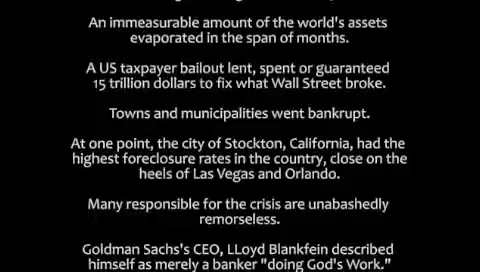 An immeasurable amount of the world's assets
evaporated in the span of months.
A US taxpayer bailout lent, spent or guaranteed
15 trillion dollars to fix what Wall Street broke.
Towns and municipalities went bankrupt.
At one point, the city of Stockton, California, had the
highest foreclosure rates in the country, close on the
heels of Las Vegas and Orlando.
Many responsible for the crisis are unabashedly
remorseless.
Goldman Sachs's CEO, LLoyd Blankfein described
himself as merely a banker "doing God's Work."